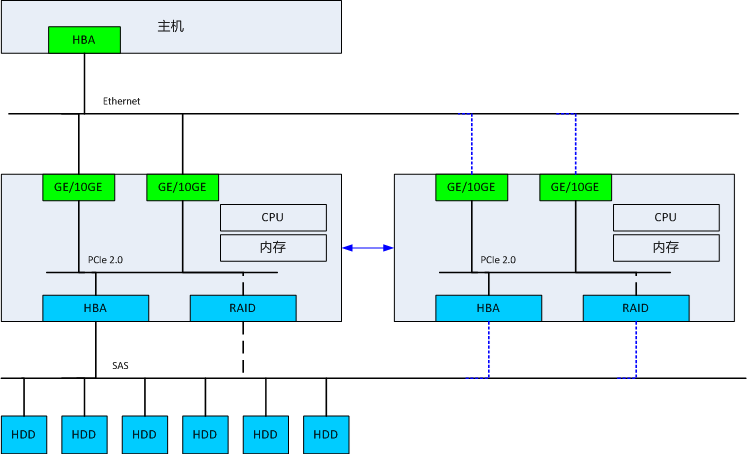 主机
HBA
Ethernet
GE/10GE
GE/10GE
CPU
内存
PCIe 2.0
HBA
RAID
GE/10GE
GE/10GE
CPU
内存
PCIe 2.0
HBA
RAID
SAS
HDD
HDD
HDD
HDD
HDD
HDD